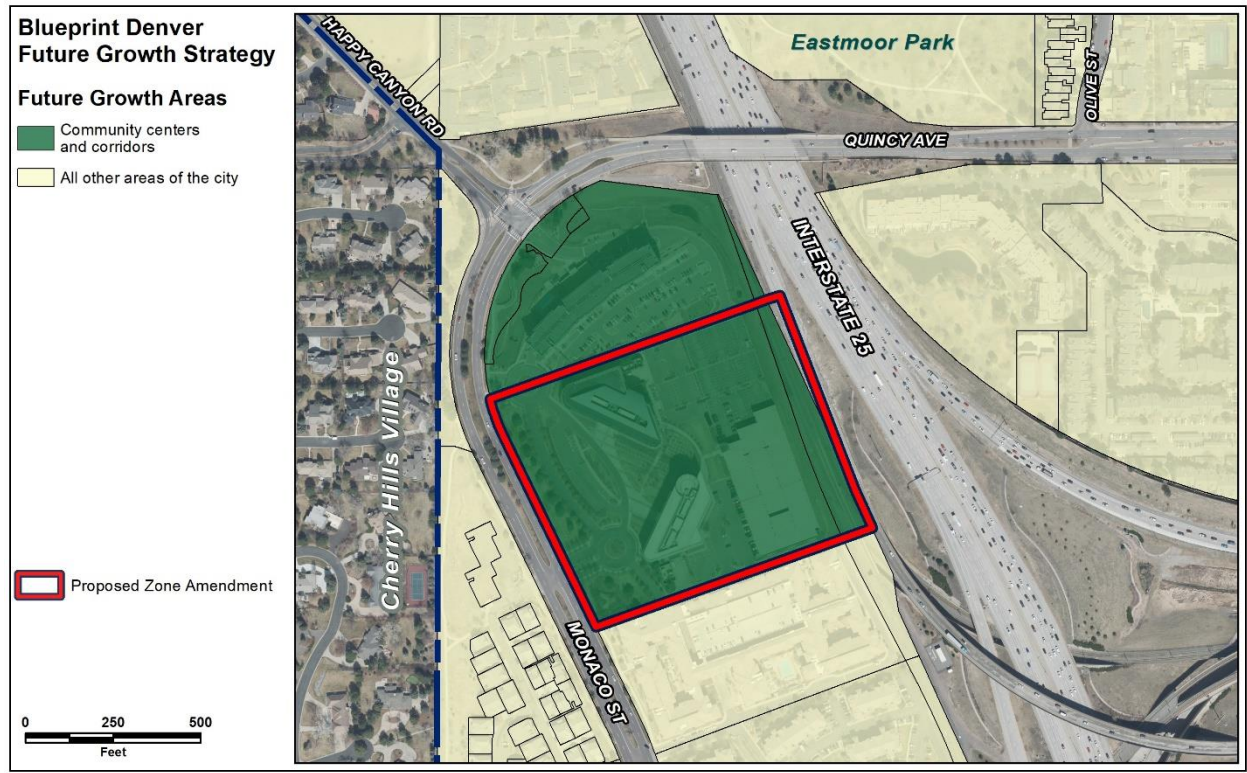 Blueprint Denver
Future Growth Strategy
Future Growth Areas
Community centers
and corridors
All other areas of the city
Proposed Zone Amendment
0 250 500
Feet
HAPPY CANYON RD
Eastmoor Park
OLIVE ST
QUINCY AVE
INTERSTATE 25
Cherry Hills Village
MONACO ST